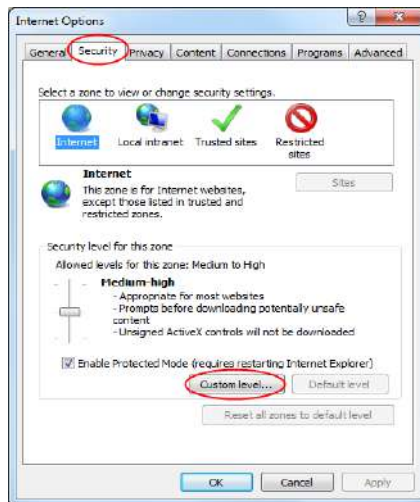 Internet Options
General Security Privacy Content Connections Programs Advanced
Select a zone to view or change security settings.
Internet Local intranet Trusted sites Restricted
sites
Internet
Sites
This zone is for Internet websites,
except those listed in trusted and
restricted zones.
Security level for this zone
Allowed levels for this zone: Medium to High
Medium-high
- Appropriate for most websites
- Prompts before downloading potentially unsafe
content
- Unsigned ActiveX controls will not be downloaded
Enable Protected Mode (requires restarting Internet Explorer)
Custom level... Default level
Reset all zones to default level
OK Cancel Apply